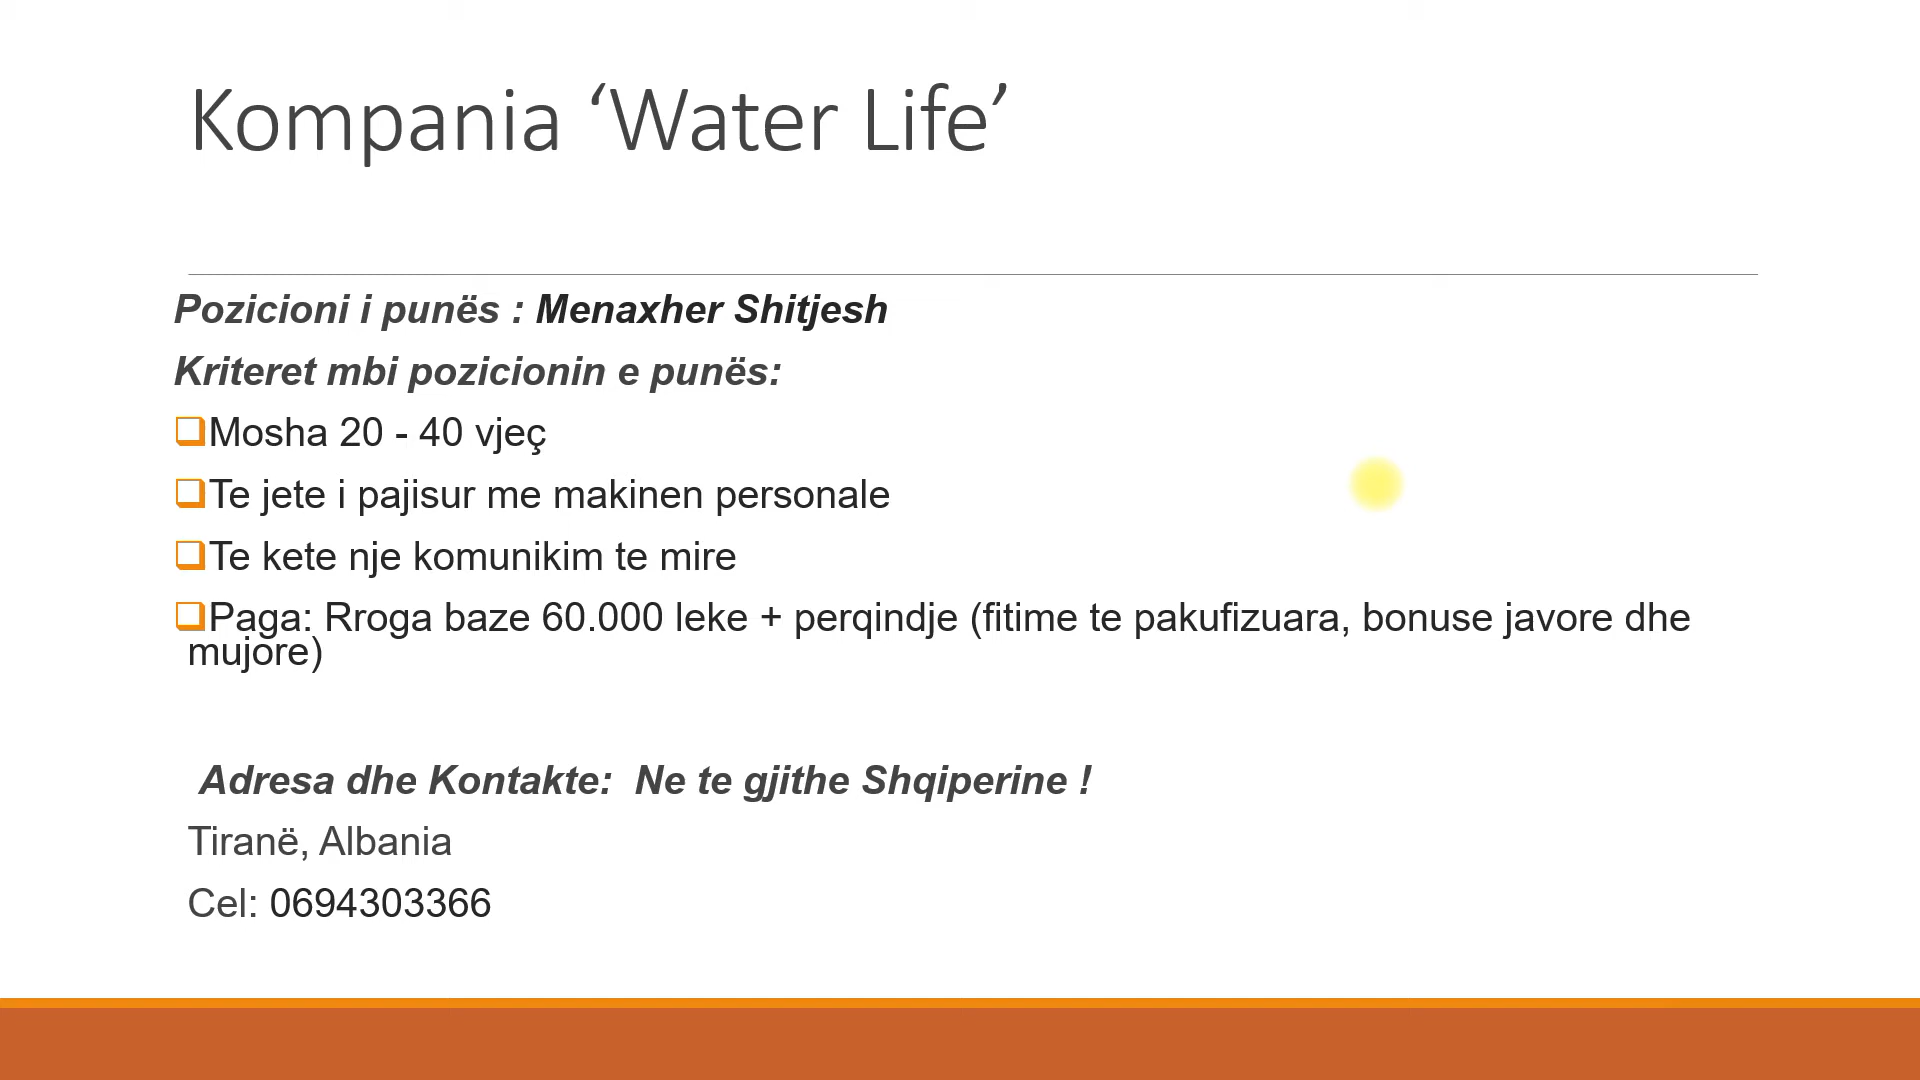 Kompania ‘Water Life’
Pozicioni i punës : Menaxher Shitjesh
Kriteret mbi pozicionin e punës:
Mosha 20 - 40 vjeç
Te jete i pajisur me makinen personale
Te kete nje komunikim te mire
Paga: Rroga baze 60.000 leke + perqindje (fitime te pakufizuara, bonuse javore dhe
mujore)
Adresa dhe Kontakte:  Ne te gjithe Shqiperine !
Tiranë, Albania
Cel: 0694303366